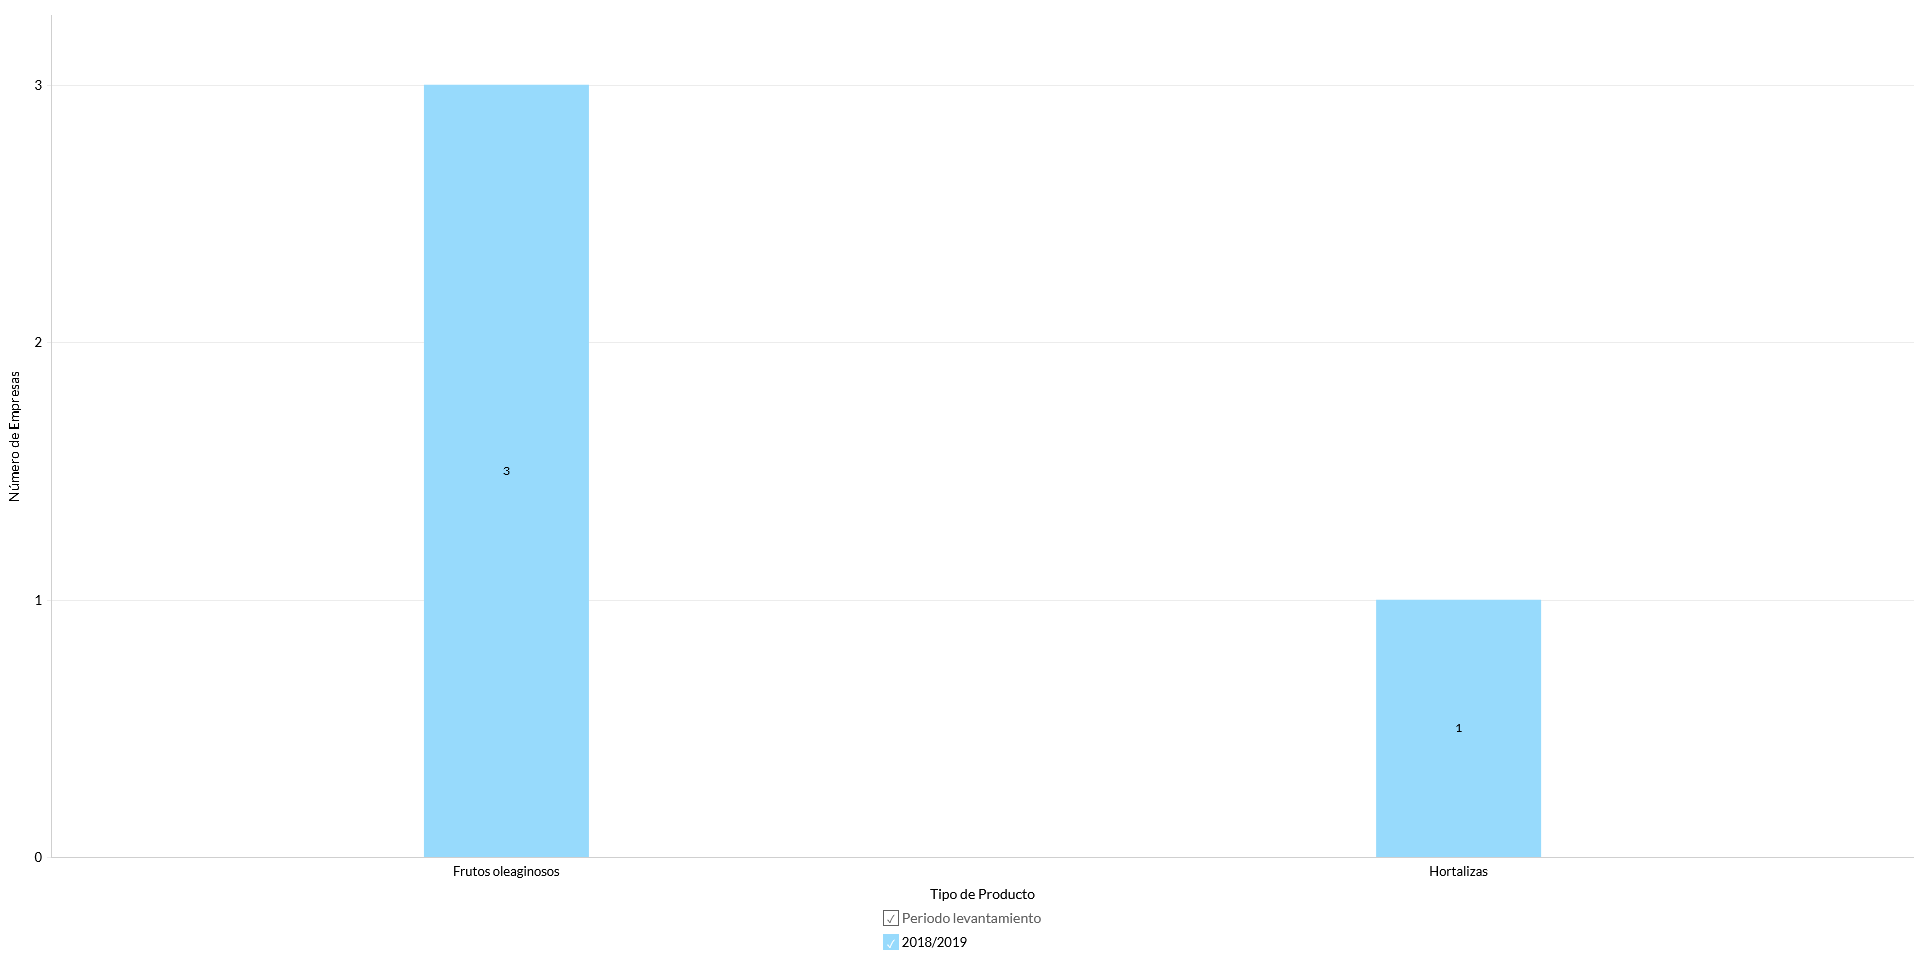 Número de Empresas
3
2
1
0
3
1
Frutos oleaginosos
Hortalizas
Tipo de Producto
Periodo levantamiento
2018/2019